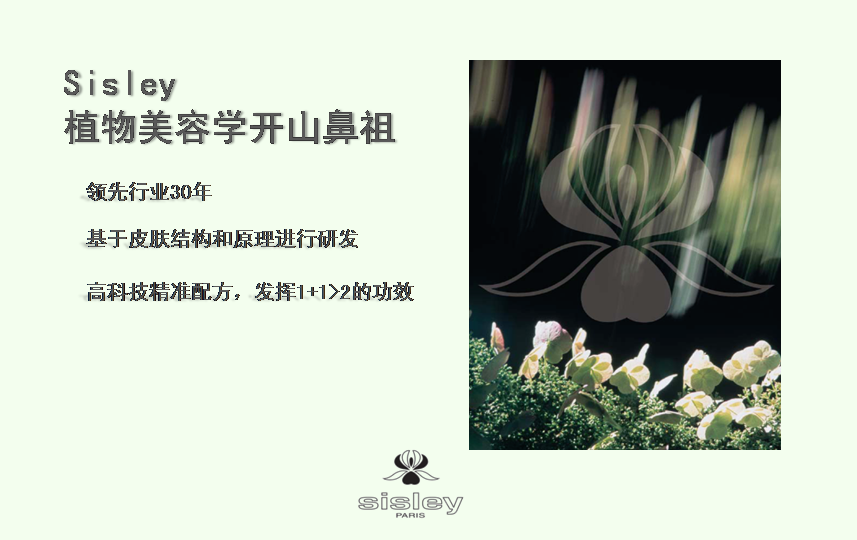 Sisley
植物美容学开山鼻祖
领先行业30年
基于皮肤结构和原理进行研发
高科技精准配方，发挥1+1>2的功效
sisley
PARIS